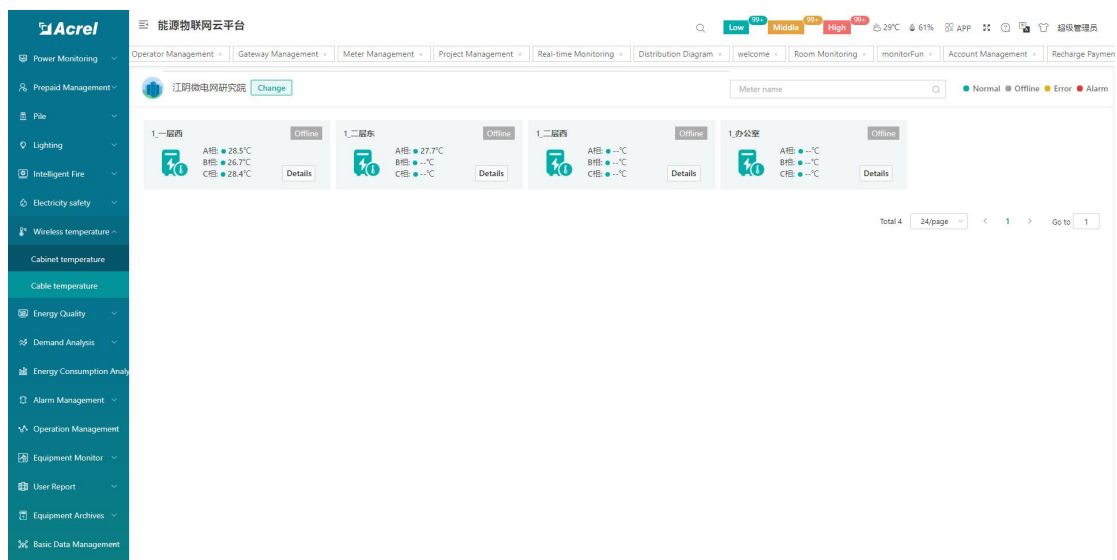 Acrel
能源物联网云平台
Low 99+ Middle 99+ High 99+ 29℃ 61% APP 超级管理员
Operator Management × Gateway Management × Meter Management × Project Management × Real-time Monitoring × Distribution Diagram × welcome × Room Monitoring × monitorFun × Account Management × Recharge Paymen
江阴微电网研究院 Change Meter name Normal Offline Error Alarm
Power Monitoring
Prepaid Management
Pile
Lighting
Intelligent Fire
Electricity safety
Wireless temperature
Cabinet temperature
Cable temperature
Energy Quality
Demand Analysis
Energy Consumption Analy
Alarm Management
Operation Management
Equipment Monitor
User Report
Equipment Archives
Basic Data Management
1_一层西 Offline
A相: 28.5℃
B相: 26.7℃
C相: 28.4℃ Details
1_二层东 Offline
A相: 27.7℃
B相: --℃
C相: --℃ Details
1_二层西 Offline
A相: --℃
B相: --℃
C相: --℃ Details
1_办公室 Offline
A相: --℃
B相: --℃
C相: --℃ Details
Total 4 24/page < 1 > Go to 1